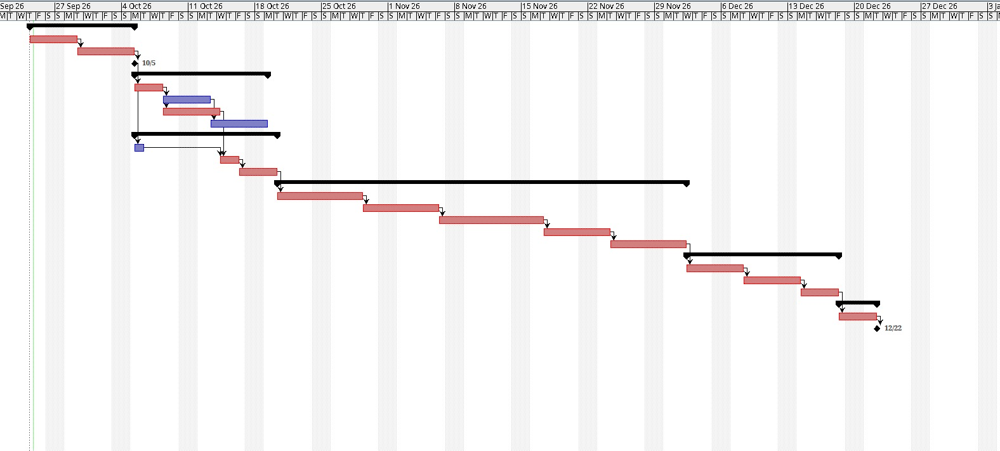 Sep 26 27 Sep 26 4 Oct 26 11 Oct 26 18 Oct 26 25 Oct 26 1 Nov 26 8 Nov 26 15 Nov 26 22 Nov 26 29 Nov 26 6 Dec 26 13 Dec 26 20 Dec 26 27 Dec 26 3 Ja
M T W T F S S M T W T F S S M T W T F S S M T W T F S S M T W T F S S M T W T F S S M T W T F S S M T W T F S S M T W T F S S M T W T F S S M T W T F S S M T W T F S S M T W T F S S M T W T F S S M T W T F S S M
10/5
12/22